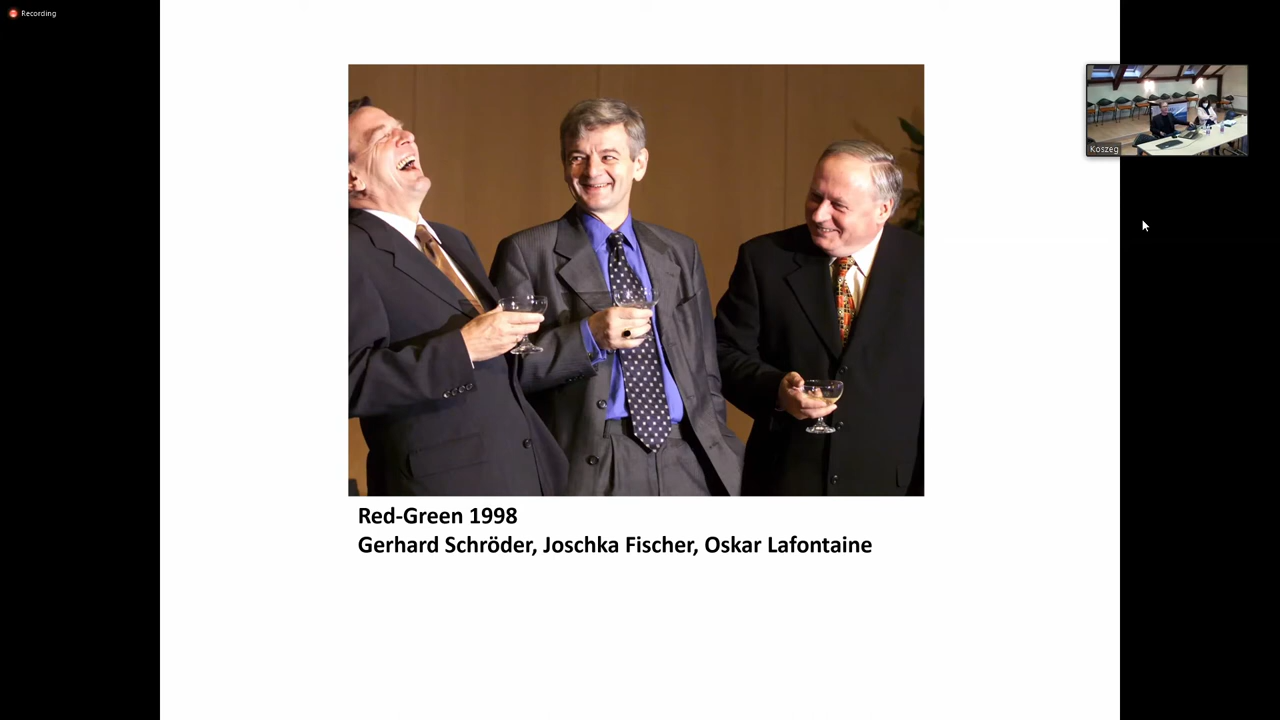 Recording
Koszeg
Red-Green 1998
Gerhard Schröder, Joschka Fischer, Oskar Lafontaine